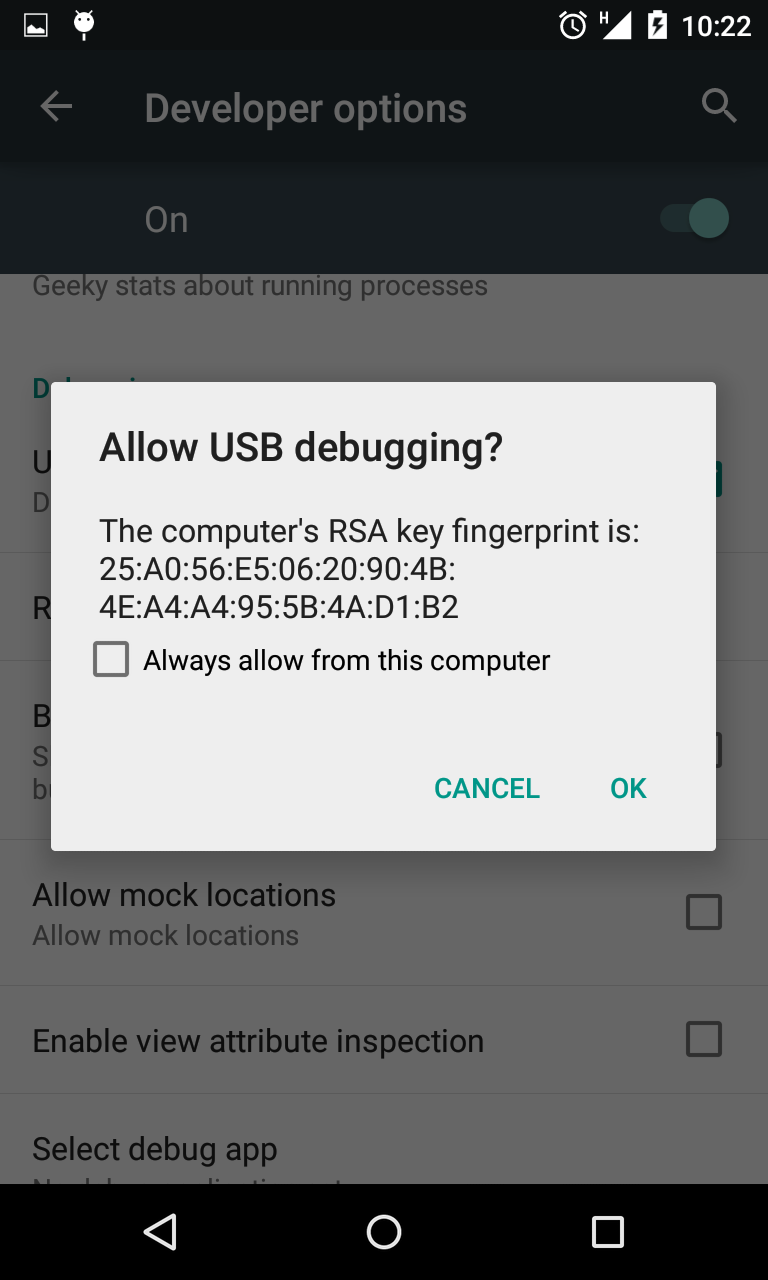 H 10:22
Developer options
On
Geeky stats about running processes
Allow USB debugging?
The computer's RSA key fingerprint is:
25:A0:56:E5:06:20:90:4B:
4E:A4:A4:95:5B:4A:D1:B2
Always allow from this computer
CANCEL OK
Allow mock locations
Allow mock locations
Enable view attribute inspection
Select debug app